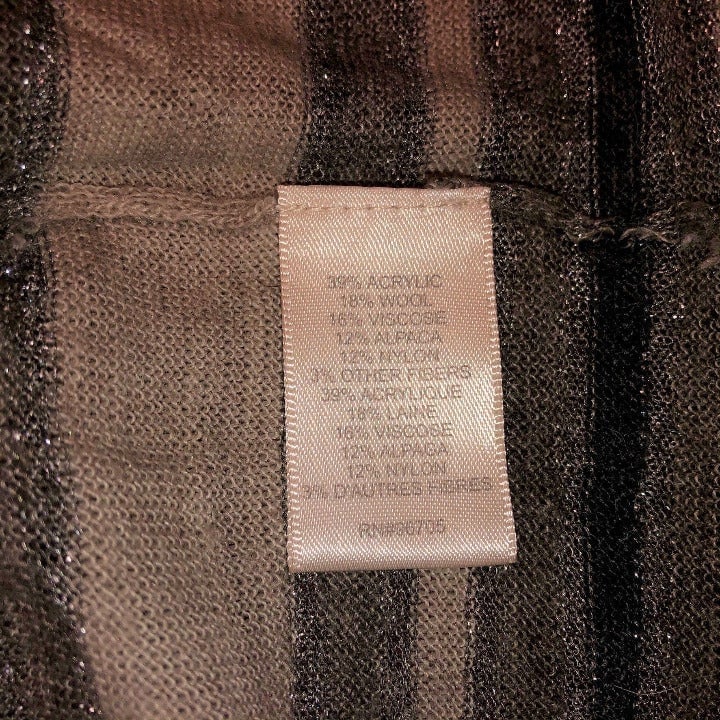 39% ACRYLIC
18% WOOL
16% VISCOSE
12% ALPACA
12% NYLON
3% OTHER FIBERS
39% ACRYLIQUE
18% LAINE
16% VISCOSE
12% ALPACA
12% NYLON
3% D'AUTRES FIBRES
RN#96705